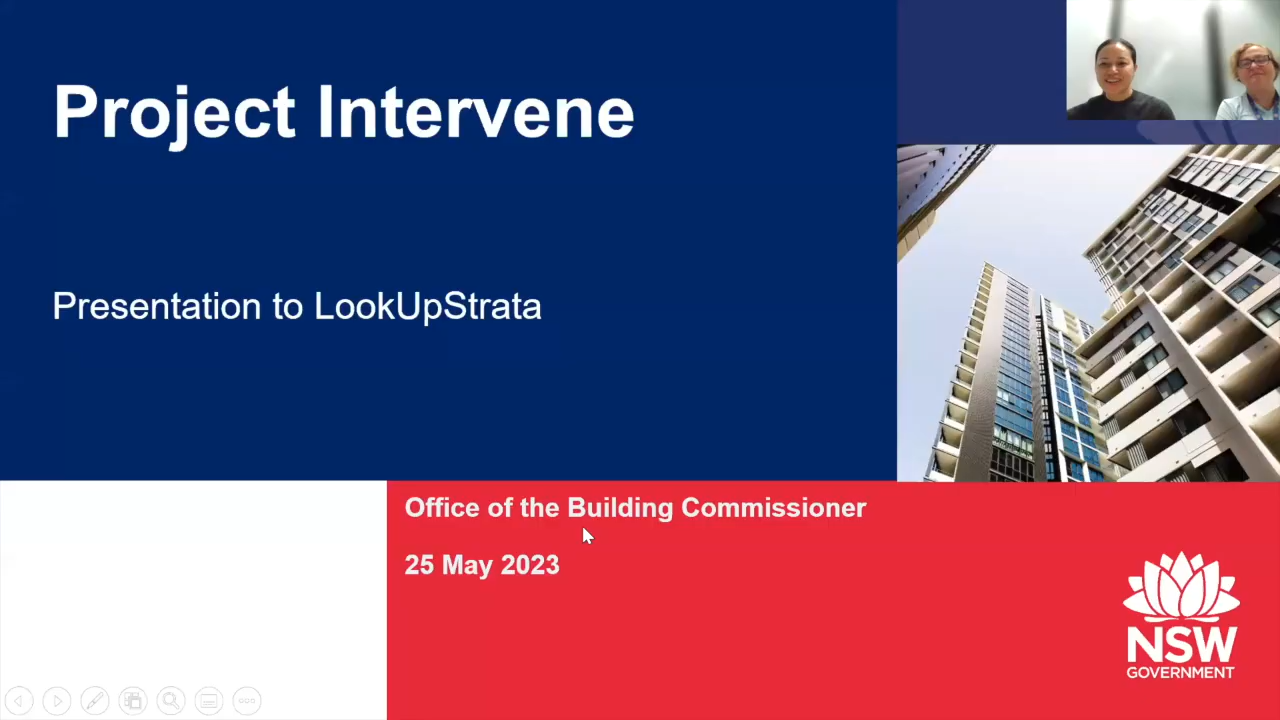 Project Intervene
Presentation to LookUpStrata
Office of the Building Commissioner
25 May 2023
NSW
GOVERNMENT